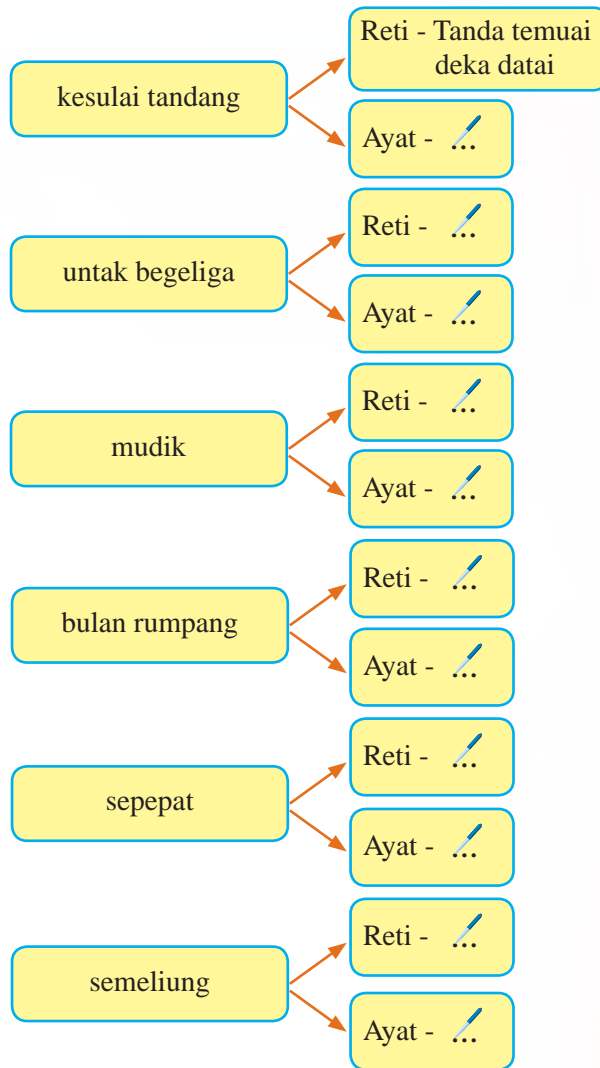 Reti - Tanda temuai
deka datai
kesulai tandang
Ayat - ...
Reti - ...
untak begeliga
Ayat - ...
Reti - ...
mudik
Ayat - ...
Reti - ...
bulan rumpang
Ayat - ...
Reti - ...
sepepat
Ayat - ...
Reti - ...
semeliung
Ayat - ...